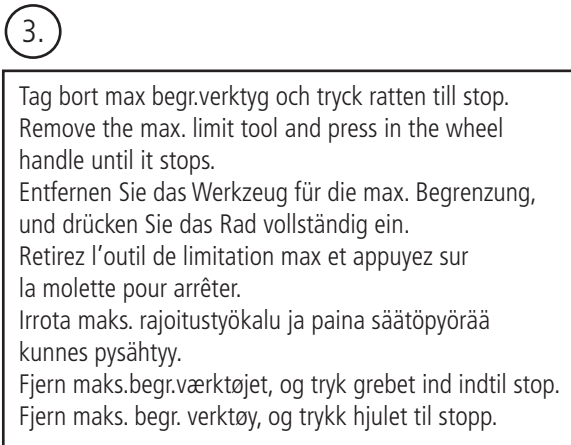 3.
Tag bort max begr.verktyg och tryck ratten till stop.
Remove the max. limit tool and press in the wheel
handle until it stops.
Entfernen Sie das Werkzeug für die max. Begrenzung,
und drücken Sie das Rad vollständig ein.
Retirez l’outil de limitation max et appuyez sur
la molette pour arrêter.
Irrota maks. rajoitustyökalu ja paina säätöpyörää
kunnes pysähtyy.
Fjern maks.begr.værktøjet, og tryk grebet ind indtil stop.
Fjern maks. begr. verktøy, og trykk hjulet til stopp.